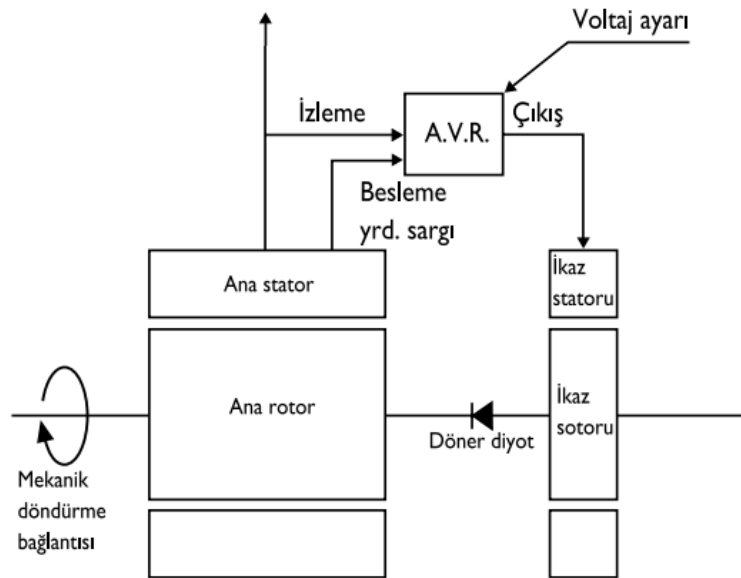 Voltaj ayarı
İzleme
A.V.R.
Çıkış
Besleme
yrd. sargı
Ana stator
İkaz
statoru
Ana rotor
İkaz
sotoru
Döner diyot
Mekanik
döndürme
bağlantısı